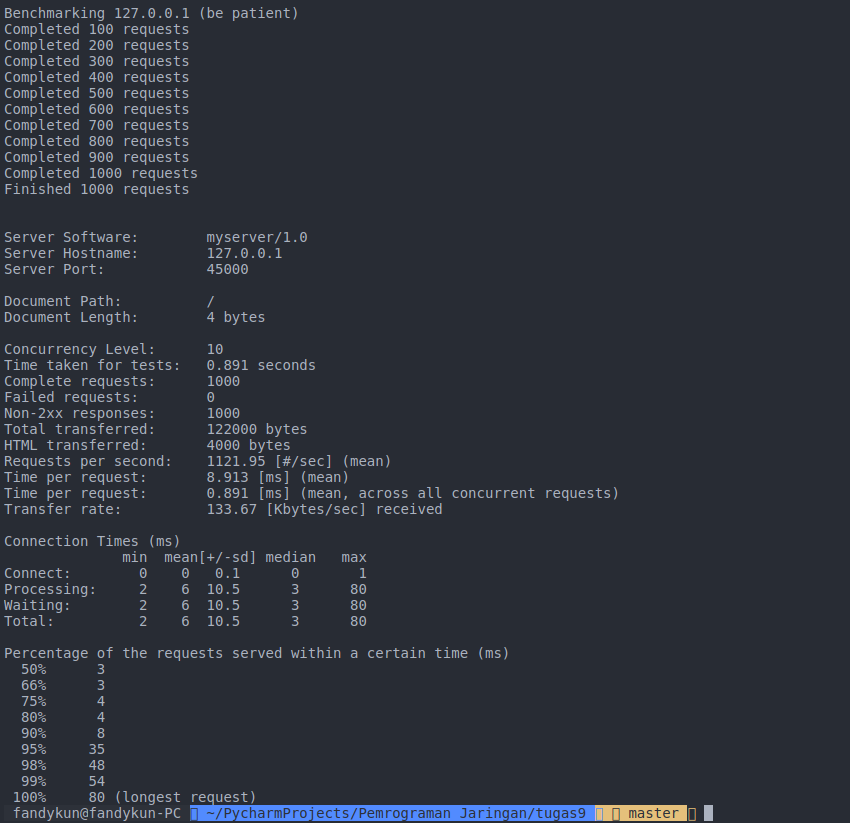 Benchmarking 127.0.0.1 (be patient)
Completed 100 requests
Completed 200 requests
Completed 300 requests
Completed 400 requests
Completed 500 requests
Completed 600 requests
Completed 700 requests
Completed 800 requests
Completed 900 requests
Completed 1000 requests
Finished 1000 requests
Server Software:        myserver/1.0
Server Hostname:        127.0.0.1
Server Port:            45000
Document Path:          /
Document Length:        4 bytes
Concurrency Level:      10
Time taken for tests:   0.891 seconds
Complete requests:      1000
Failed requests:        0
Non-2xx responses:      1000
Total transferred:      122000 bytes
HTML transferred:       4000 bytes
Requests per second:    1121.95 [#/sec] (mean)
Time per request:       8.913 [ms] (mean)
Time per request:       0.891 [ms] (mean, across all concurrent requests)
Transfer rate:          133.67 [Kbytes/sec] received
Connection Times (ms)
              min  mean[+/-sd] median   max
Connect:        0    0   0.1      0       1
Processing:     2    6  10.5      3      80
Waiting:        2    6  10.5      3      80
Total:          2    6  10.5      3      80
Percentage of the requests served within a certain time (ms)
  50%      3
  66%      3
  75%      4
  80%      4
  90%      8
  95%     35
  98%     48
  99%     54
 100%     80 (longest request)
fandykun@fandykun-PC ~/PycharmProjects/Pemrograman Jaringan/tugas9 master